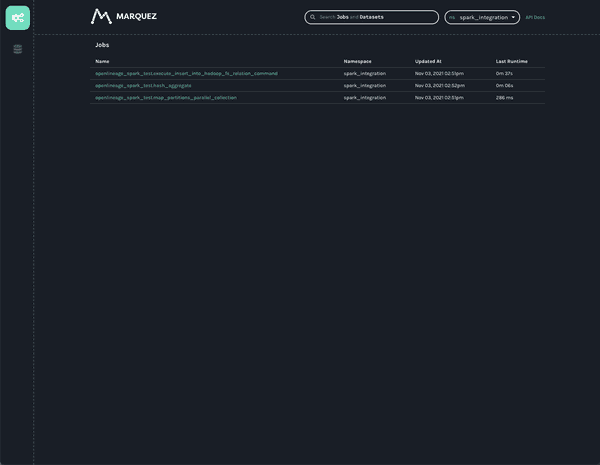 MARQUEZ
Search Jobs and Datasets
ns spark_integration
API Docs
Jobs
Name Namespace Updated At Last Runtime
openlineage_spark_test.execute_insert_into_hadoop_fs_relation_command spark_integration Nov 03, 2021 02:51pm 0m 37s
openlineage_spark_test.hash_aggregate spark_integration Nov 03, 2021 02:52pm 0m 06s
openlineage_spark_test.map_partitions_parallel_collection spark_integration Nov 03, 2021 02:51pm 286 ms